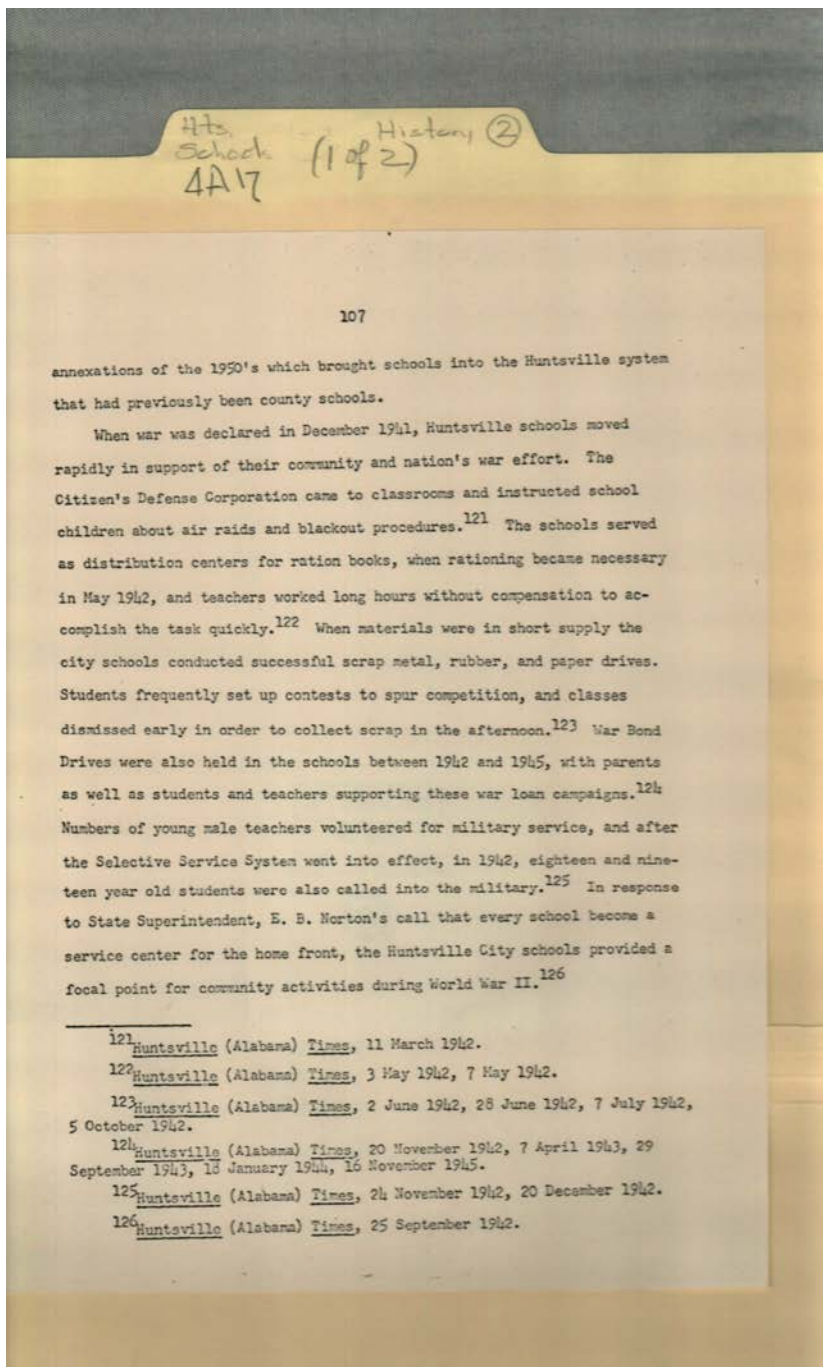 Hts. History ②
School (1 of 2)
4A17
107
annexations of the 1950's which brought schools into the Huntsville system
that had previously been county schools.
When war was declared in December 1941, Huntsville schools moved
rapidly in support of their community and nation's war effort. The
Citizen's Defense Corporation came to classrooms and instructed school
children about air raids and blackout procedures.121 The schools served
as distribution centers for ration books, when rationing became necessary
in May 1942, and teachers worked long hours without compensation to ac-
complish the task quickly.122 When materials were in short supply the
city schools conducted successful scrap metal, rubber, and paper drives.
Students frequently set up contests to spur competition, and classes
dismissed early in order to collect scrap in the afternoon.123 War Bond
Drives were also held in the schools between 1942 and 1945, with parents
as well as students and teachers supporting these war loan campaigns.124
Numbers of young male teachers volunteered for military service, and after
the Selective Service System went into effect, in 1942, eighteen and nine-
teen year old students were also called into the military.125 In response
to State Superintendent, E. B. Norton's call that every school become a
service center for the home front, the Huntsville City schools provided a
focal point for community activities during World War II.126
121Huntsville (Alabama) Times, 11 March 1942.
122Huntsville (Alabama) Times, 3 May 1942, 7 May 1942.
123Huntsville (Alabama) Times, 2 June 1942, 28 June 1942, 7 July 1942,
5 October 1942.
124Huntsville (Alabama) Times, 20 November 1942, 7 April 1943, 29
September 1943, 18 January 1944, 16 November 1945.
125Huntsville (Alabama) Times, 24 November 1942, 20 December 1942.
126Huntsville (Alabama) Times, 25 September 1942.